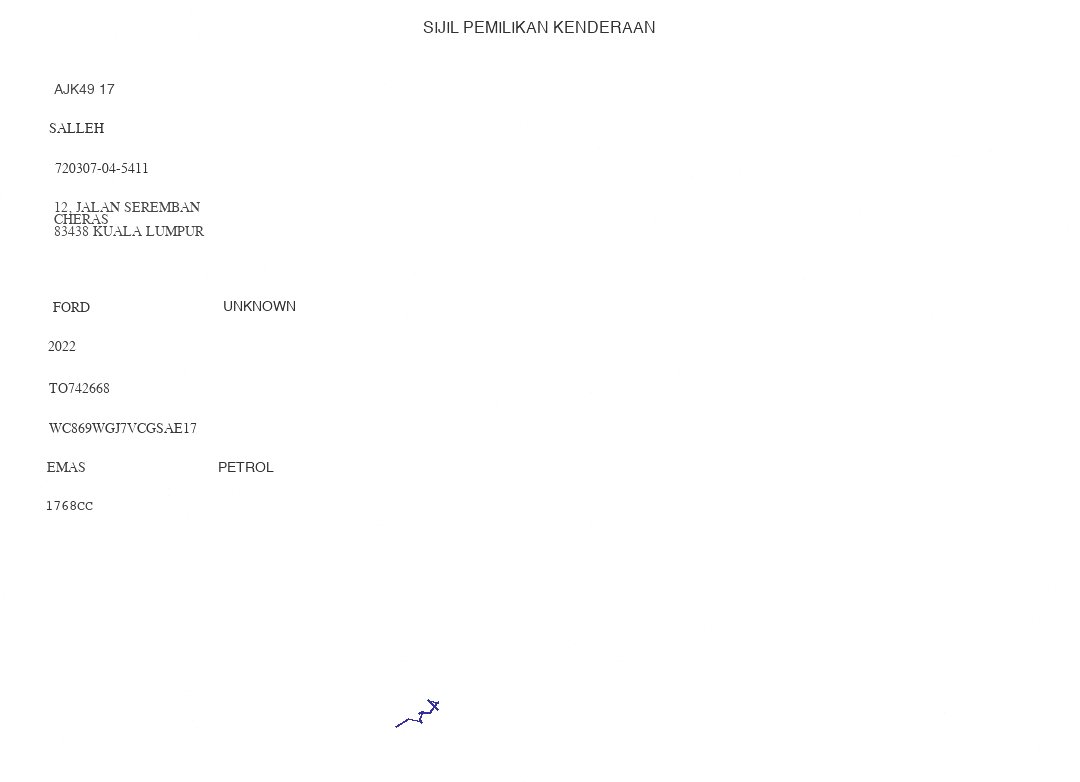 SIJIL PEMILIKAN KENDERAAN
AJK49 17
SALLEH
720307-04-5411
12, JALAN SEREMBAN
CHERAS
83438 KUALA LUMPUR
FORD UNKNOWN
2022
TO742668
WC869WGJ7VCGSAE17
EMAS PETROL
1768CC